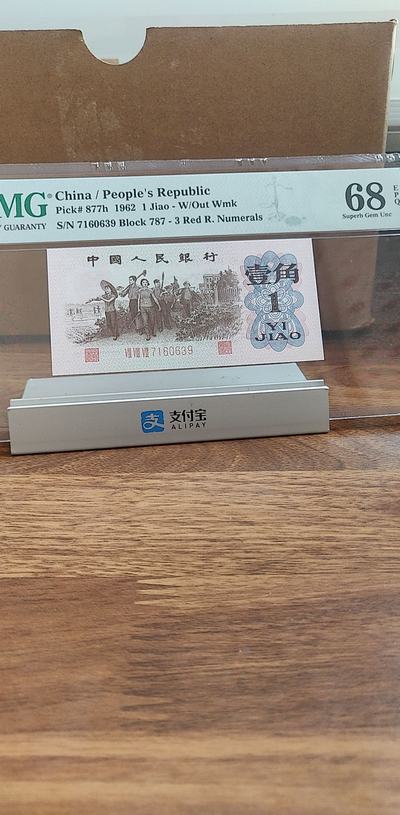 MG
GUARANTY
China / People's Republic
Pick# 877h 1962 1 Jiao - W/Out Wmk
S/N 7160639 Block 787 - 3 Red R. Numerals
68
Superb Gem Unc
E
P
Q
中國人民銀行
壹角
1
YI
JIAO
7160639
支 支付宝
ALIPAY